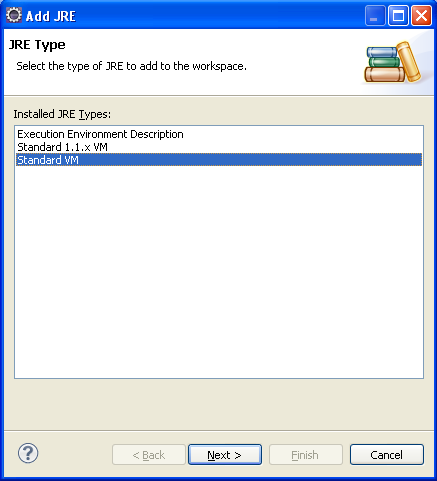 Add JRE
JRE Type
Select the type of JRE to add to the workspace.
Installed JRE Types:
Execution Environment Description
Standard 1.1.x VM
Standard VM
?
< Back
Next >
Finish
Cancel